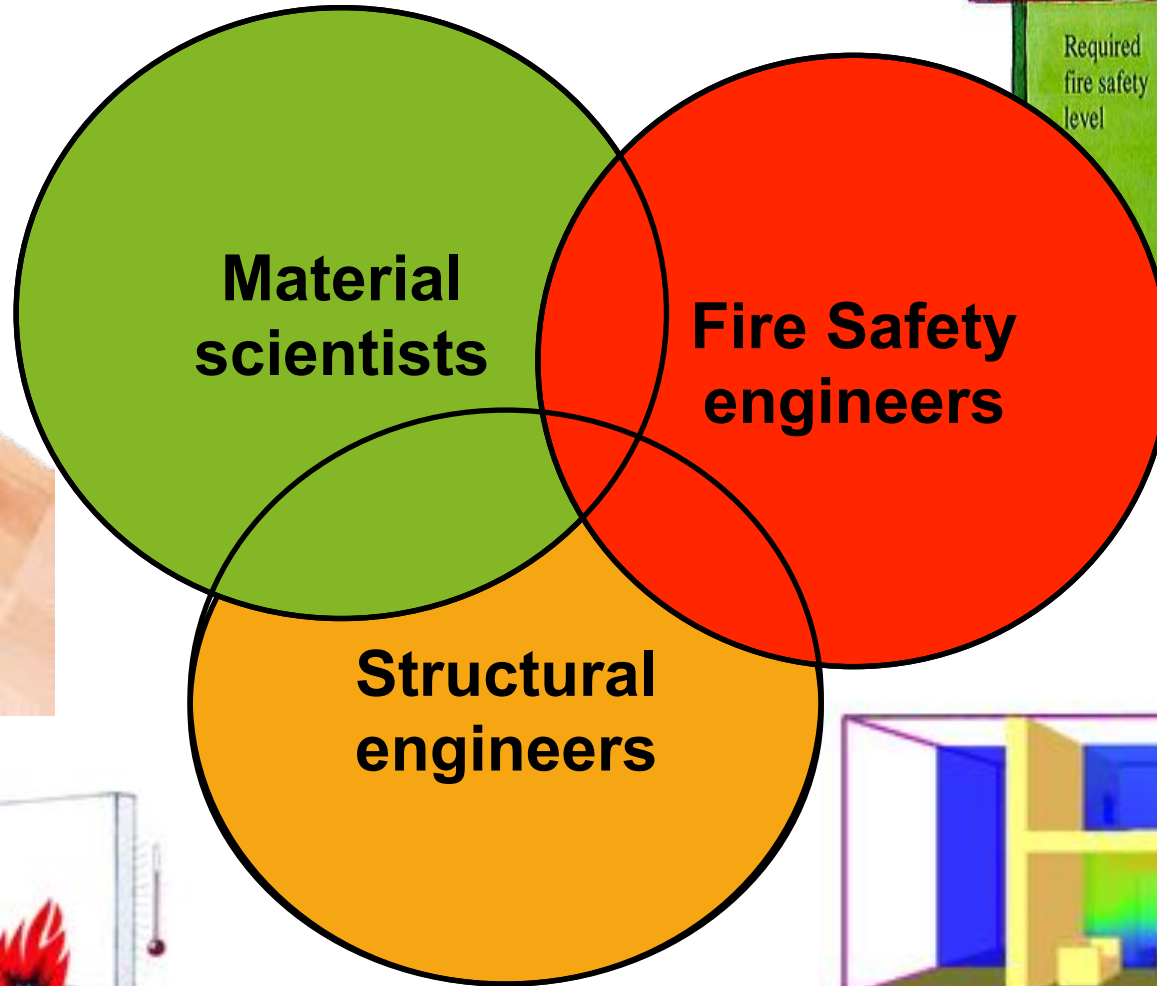 Required
fire safety
level
Material
scientists
Fire Safety
engineers
Structural
engineers